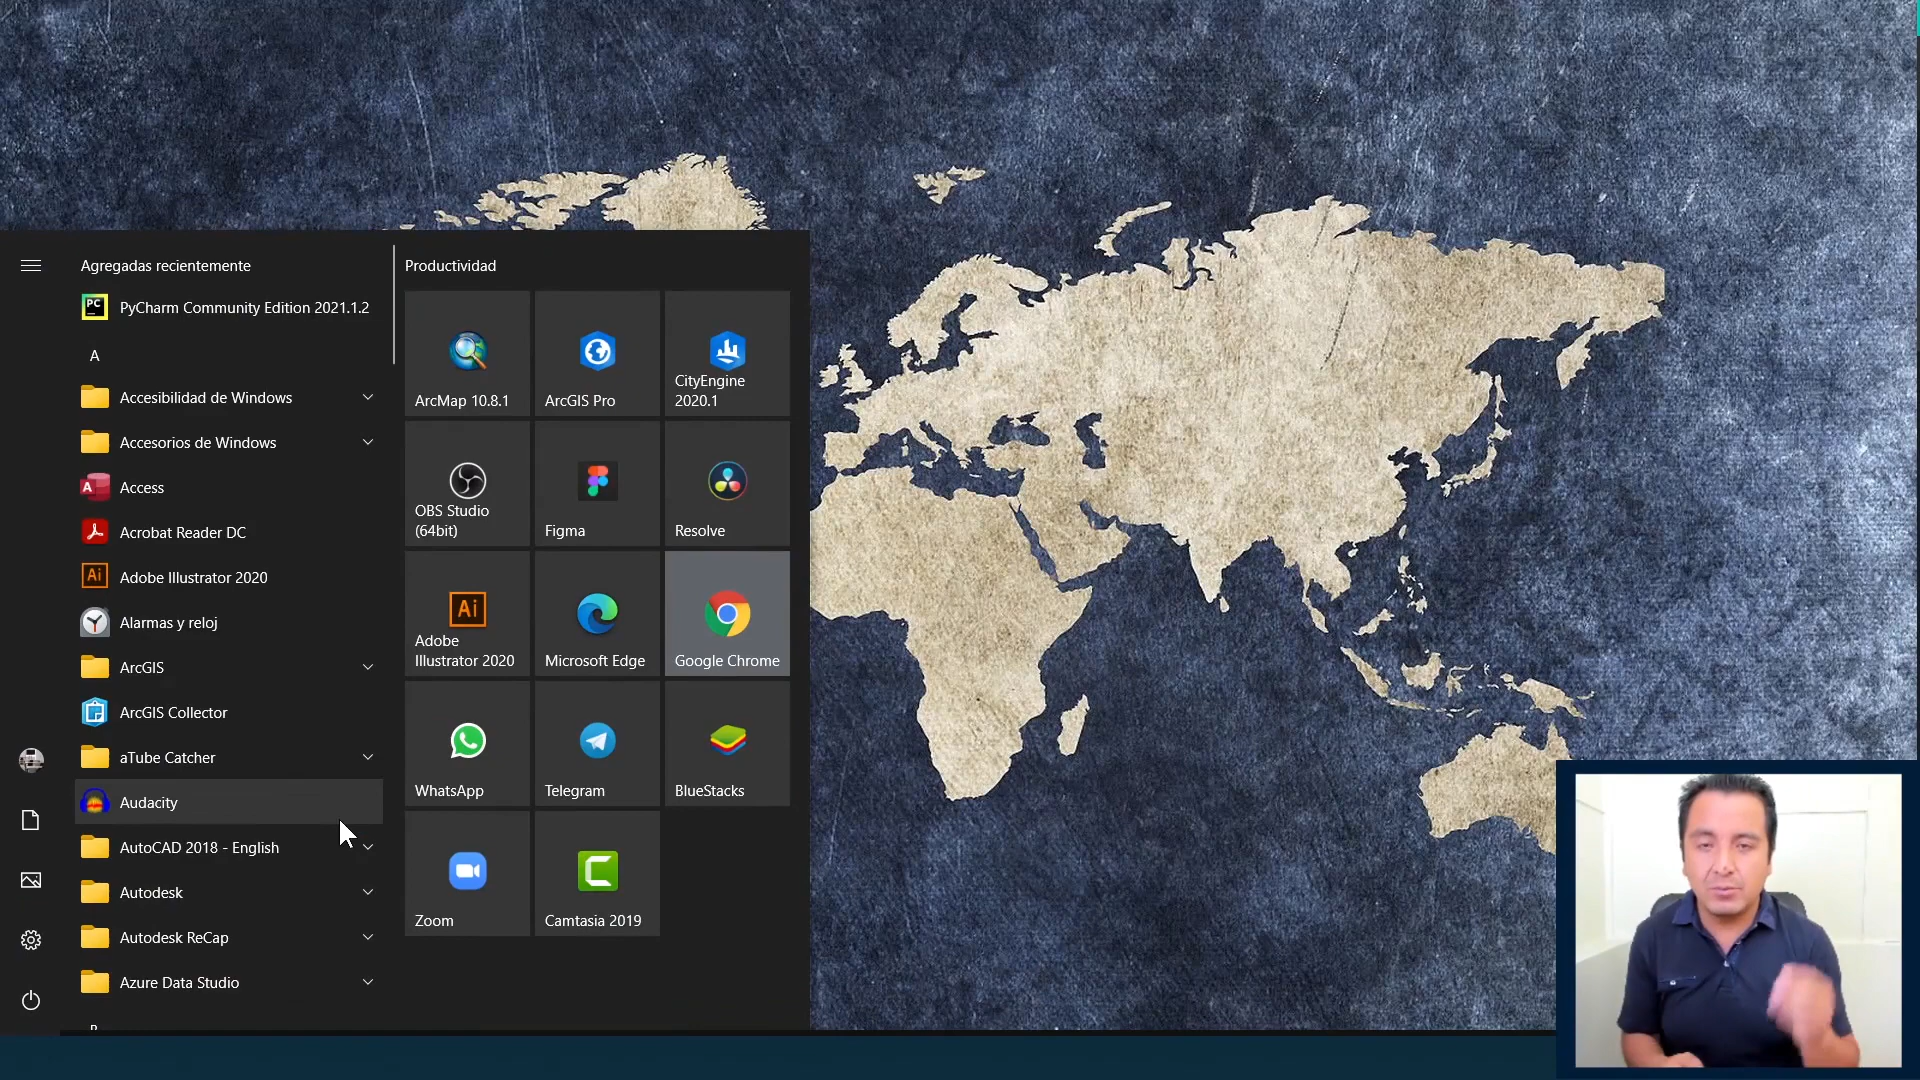 Agregadas recientemente
PyCharm Community Edition 2021.1.2
A
Accesibilidad de Windows
Accesorios de Windows
Access
Acrobat Reader DC
Adobe Illustrator 2020
Alarmas y reloj
ArcGIS
ArcGIS Collector
aTube Catcher
Audacity
AutoCAD 2018 - English
Autodesk
Autodesk ReCap
Azure Data Studio
Productividad
ArcMap 10.8.1
ArcGIS Pro
CityEngine
2020.1
OBS Studio
(64bit)
Figma
Resolve
Adobe
Illustrator 2020
Microsoft Edge
Google Chrome
WhatsApp
Telegram
BlueStacks
Zoom
Camtasia 2019